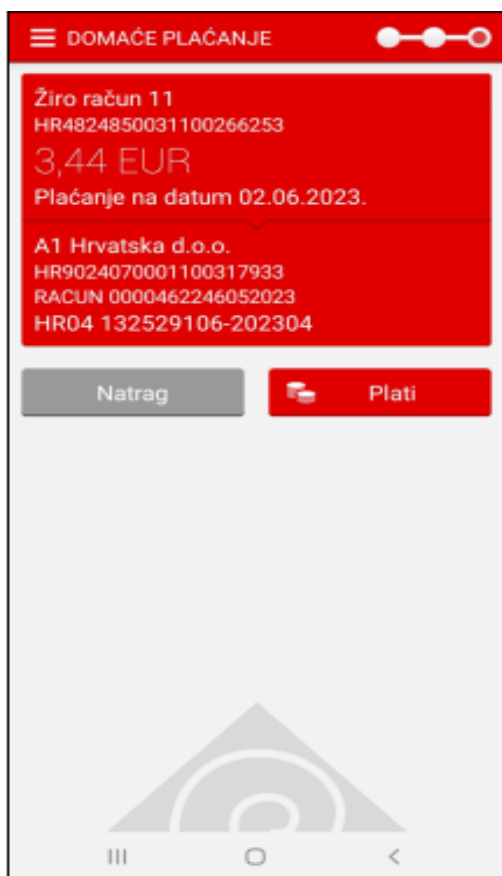 DOMAĆE PLAĆANJE
Žiro račun 11
HR4824850031100266253
3,44 EUR
Plaćanje na datum 02.06.2023.
A1 Hrvatska d.o.o.
HR9024070001100317933
RACUN 0000462246052023
HR04 132529106-202304
Natrag
Plati